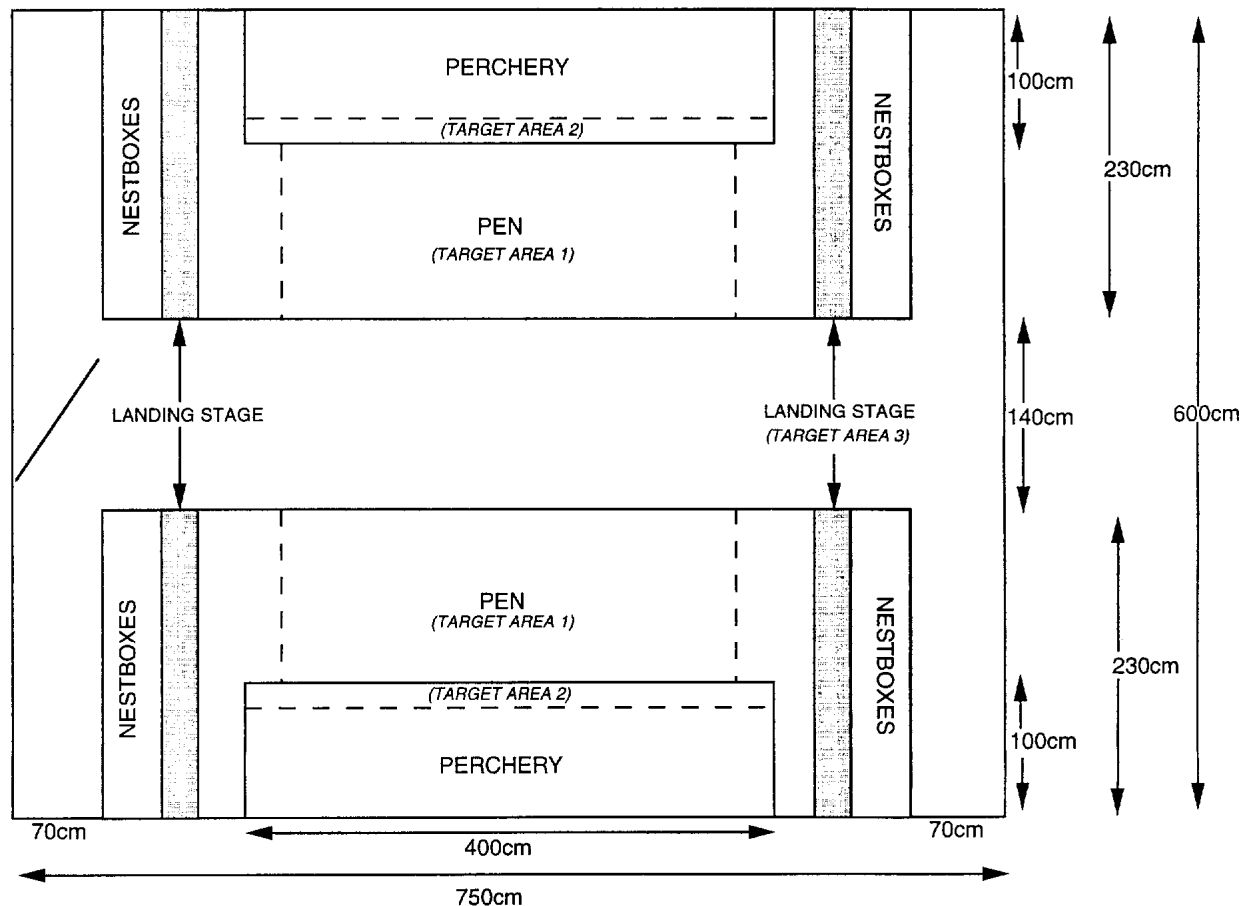 PERCHERY
(TARGET AREA 2)
NESTBOXES
NESTBOXES
100cm
230cm
PEN
(TARGET AREA 1)
LANDING STAGE
LANDING STAGE
(TARGET AREA 3)
140cm
600cm
PEN
(TARGET AREA 1)
NESTBOXES
NESTBOXES
230cm
(TARGET AREA 2)
PERCHERY
100cm
70cm
400cm
70cm
750cm